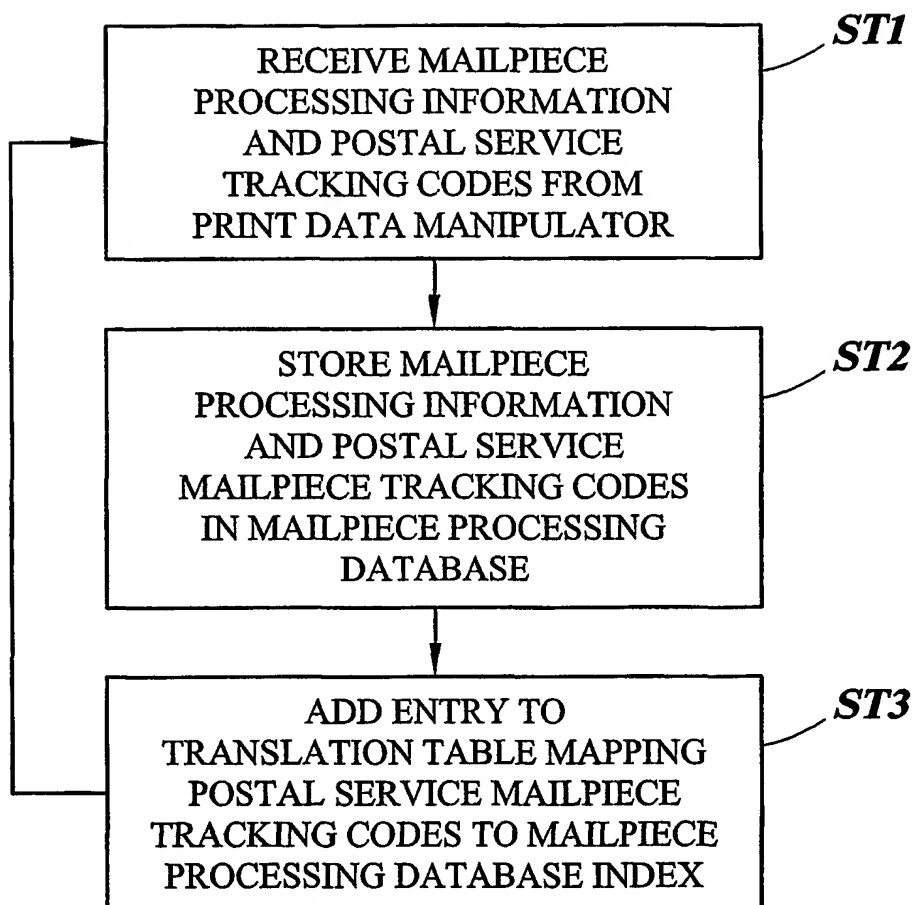 ST1
RECEIVE MAILPIECE
PROCESSING INFORMATION
AND POSTAL SERVICE
TRACKING CODES FROM
PRINT DATA MANIPULATOR
ST2
STORE MAILPIECE
PROCESSING INFORMATION
AND POSTAL SERVICE
MAILPIECE TRACKING CODES
IN MAILPIECE PROCESSING
DATABASE
ST3
ADD ENTRY TO
TRANSLATION TABLE MAPPING
POSTAL SERVICE MAILPIECE
TRACKING CODES TO MAILPIECE
PROCESSING DATABASE INDEX